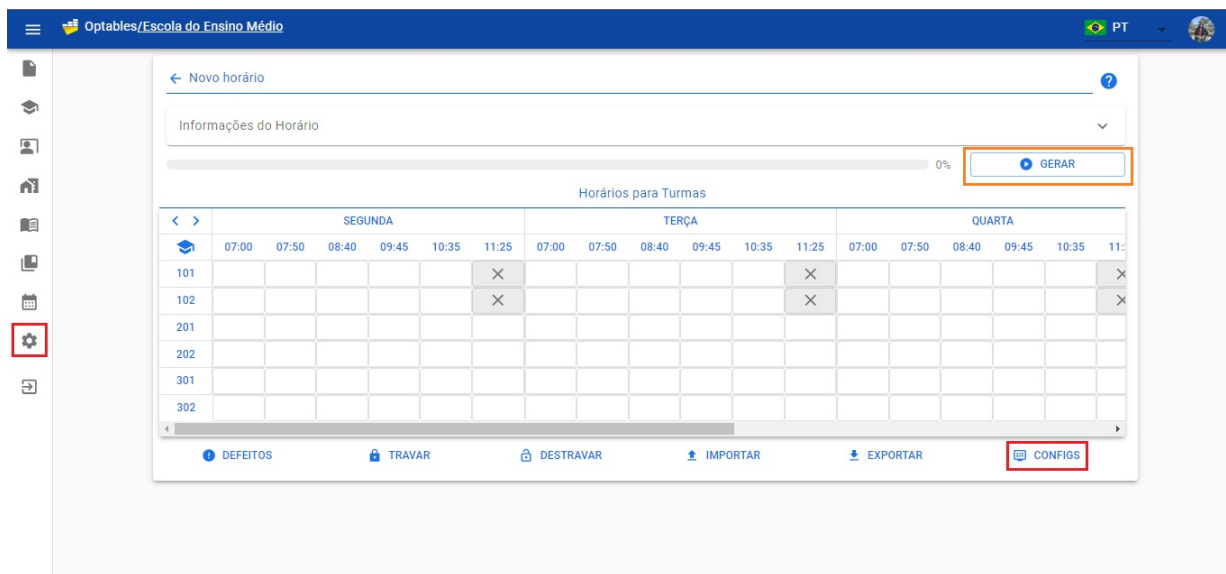 Optables/Escola do Ensino Médio PT
Novo horário
Informações do Horário
0% GERAR
Horários para Turmas
SEGUNDA TERÇA QUARTA
07:00 07:50 08:40 09:45 10:35 11:25 07:00 07:50 08:40 09:45 10:35 11:25 07:00 07:50 08:40 09:45 10:35 11:
101
102
201
202
301
302
DEFEITOS TRAVAR DESTRAVAR IMPORTAR EXPORTAR CONFIGS